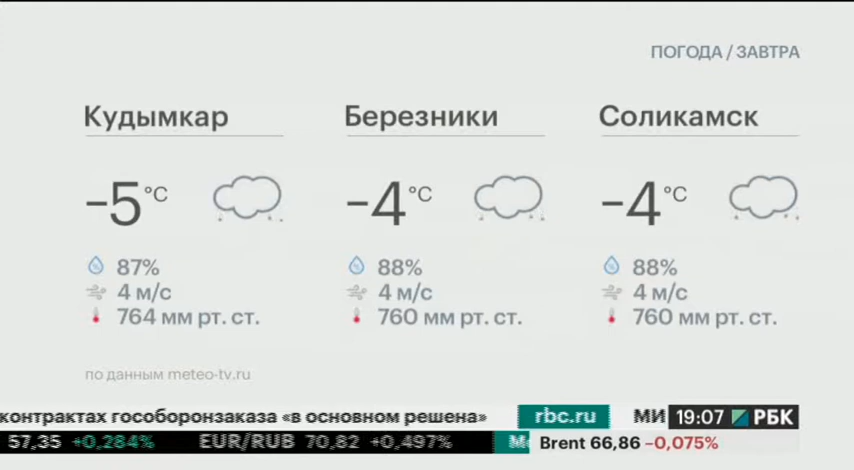 ПОГОДА / ЗАВТРА
Кудымкар Березники Соликамск
-5 °C -4 °C -4 °C
87% 88% 88%
4 м/с 4 м/с 4 м/с
764 мм рт. ст. 760 мм рт. ст. 760 мм рт. ст.
по данным meteo-tv.ru
контрактах гособоронзаказа «в основном решена» rbc.ru МИ 19:07 РБК
57,35 +0,284% EUR/RUB 70,82 +0,497% Brent 66,86 -0,075%